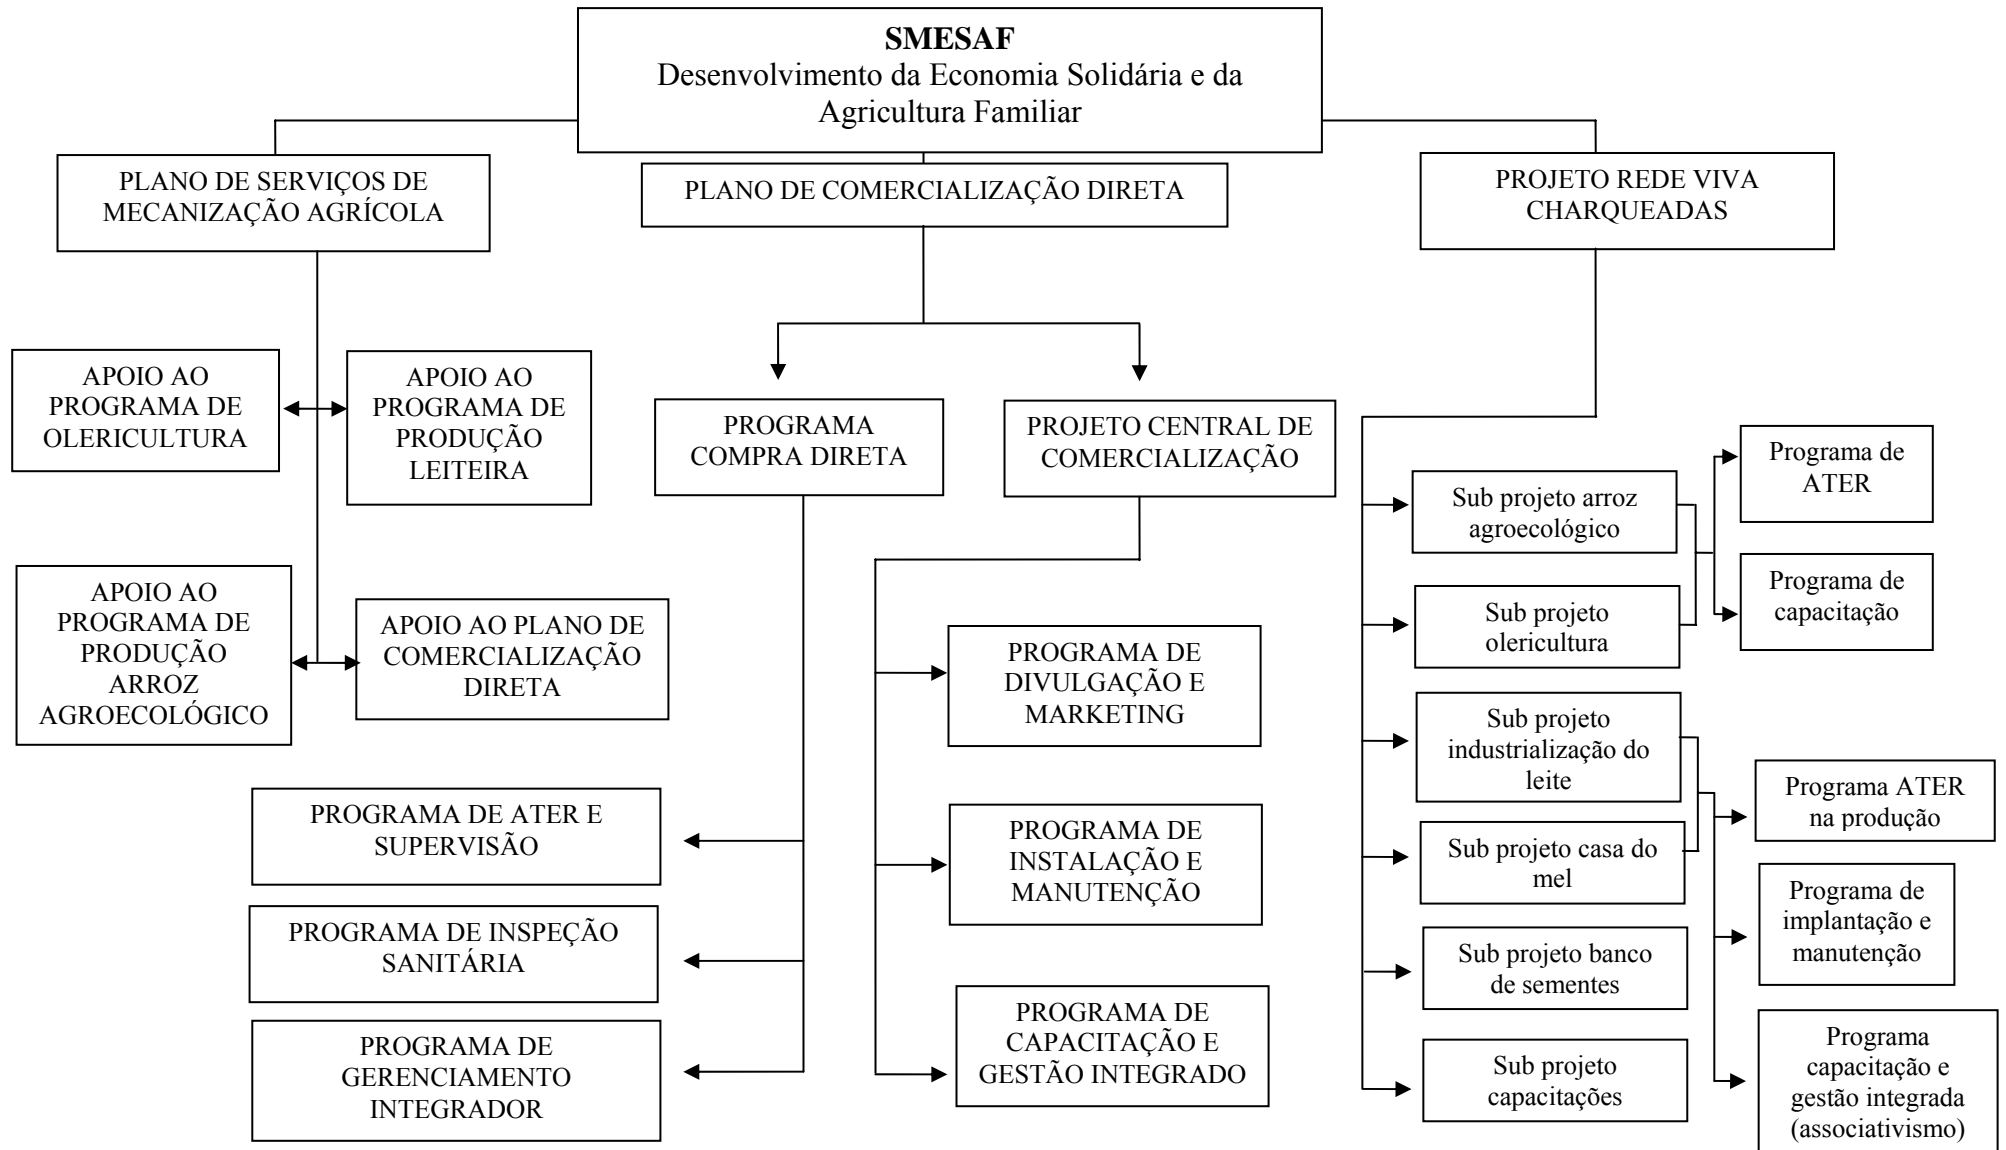 SMESAF
Desenvolvimento da Economia Solidária e da
Agricultura Familiar
PLANO DE SERVIÇOS DE
MECANIZAÇÃO AGRÍCOLA
PLANO DE COMERCIALIZAÇÃO DIRETA
PROJETO REDE VIVA
CHARQUEADAS
APOIO AO
PROGRAMA DE
OLERICULTURA
APOIO AO
PROGRAMA DE
PRODUÇÃO
LEITEIRA
APOIO AO
PROGRAMA DE
PRODUÇÃO
ARROZ
AGROECOLÓGICO
APOIO AO PLANO DE
COMERCIALIZAÇÃO
DIRETA
PROGRAMA
COMPRA DIRETA
PROJETO CENTRAL DE
COMERCIALIZAÇÃO
PROGRAMA DE ATER E
SUPERVISÃO
PROGRAMA DE INSPEÇÃO
SANITÁRIA
PROGRAMA DE
GERENCIAMENTO
INTEGRADOR
PROGRAMA DE
DIVULGAÇÃO E
MARKETING
PROGRAMA DE
INSTALAÇÃO E
MANUTENÇÃO
PROGRAMA DE
CAPACITAÇÃO E
GESTÃO INTEGRADO
Sub projeto arroz
agroecológico
Sub projeto
olericultura
Sub projeto
industrialização do
leite
Sub projeto casa do
mel
Sub projeto banco
de sementes
Sub projeto
capacitações
Programa de
ATER
Programa de
capacitação
Programa ATER
na produção
Programa de
implantação e
manutenção
Programa
capacitação e
gestão integrada
(associativismo)